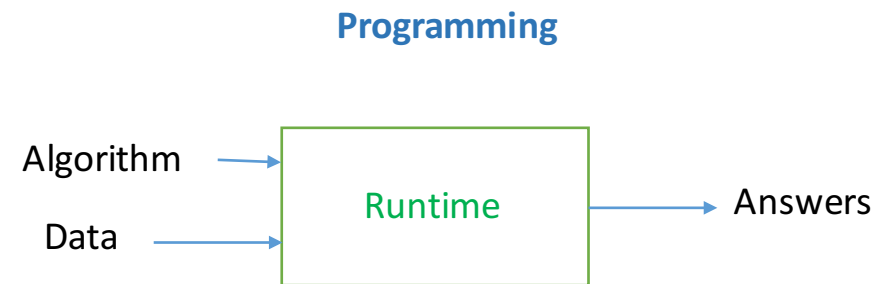 Programming
Algorithm
Runtime
Answers
Data